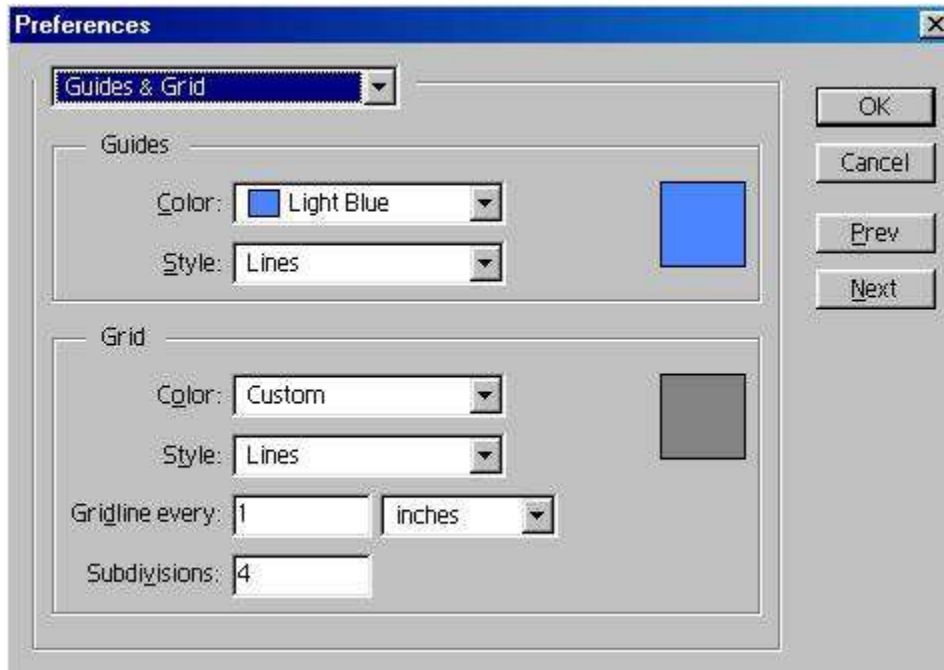 Preferences
Guides & Grid
OK
Cancel
Prev
Next
Guides
Color: Light Blue
Style: Lines
Grid
Color: Custom
Style: Lines
Gridline every: 1 inches
Subdivisions: 4